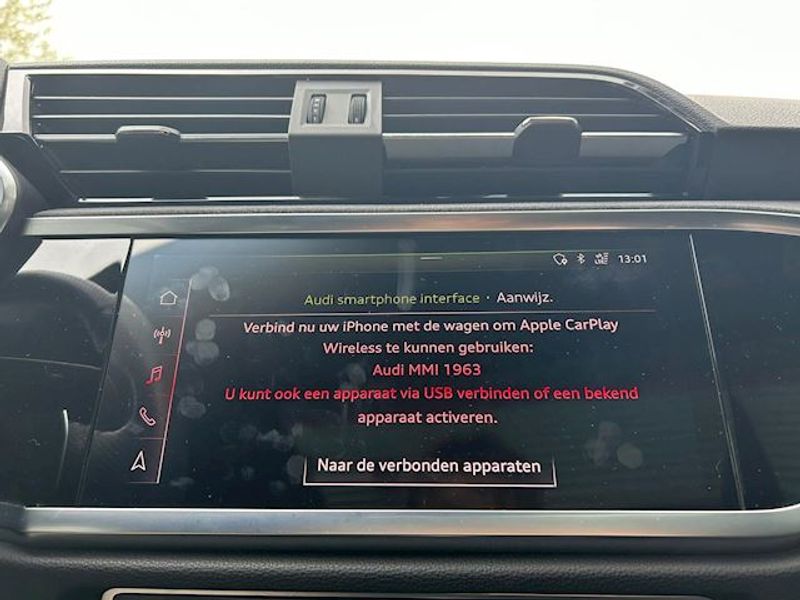 13:01
Audi smartphone interface · Aanwijz.
Verbind nu uw iPhone met de wagen om Apple CarPlay
Wireless te kunnen gebruiken:
Audi MMI 1963
U kunt ook een apparaat via USB verbinden of een bekend
apparaat activeren.
Naar de verbonden apparaten